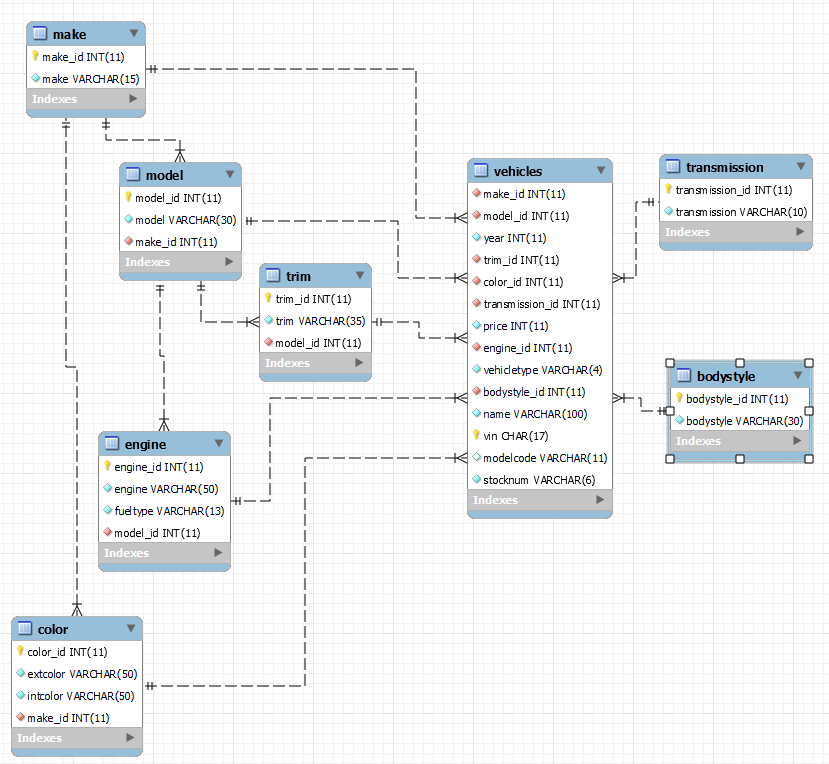 make
make_id INT(11)
make VARCHAR(15)
Indexes
model
model_id INT(11)
model VARCHAR(30)
make_id INT(11)
Indexes
trim
trim_id INT(11)
trim VARCHAR(35)
model_id INT(11)
Indexes
engine
engine_id INT(11)
engine VARCHAR(50)
fueltype VARCHAR(13)
model_id INT(11)
Indexes
color
color_id INT(11)
extcolor VARCHAR(50)
intcolor VARCHAR(50)
make_id INT(11)
Indexes
vehicles
make_id INT(11)
model_id INT(11)
year INT(11)
trim_id INT(11)
color_id INT(11)
transmission_id INT(11)
price INT(11)
engine_id INT(11)
vehicletype VARCHAR(4)
bodystyle_id INT(11)
name VARCHAR(100)
vin CHAR(17)
modelcode VARCHAR(11)
stocknum VARCHAR(6)
Indexes
transmission
transmission_id INT(11)
transmission VARCHAR(10)
Indexes
bodystyle
bodystyle_id INT(11)
bodystyle VARCHAR(30)
Indexes